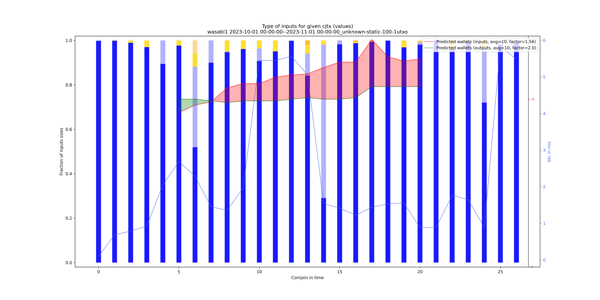 Type of inputs for given cjtx (values)
wasabi1 2023-10-01 00-00-00--2023-11-01 00-00-00_unknown-static-100-1utxo
Predicted wallets (inputs, avg=10, factor=1.56)
Predicted wallets (outputs, avg=10, factor=2.0)
Fraction of inputs sizes
1.0
0.8
0.6
0.4
0.2
0.0
0
5
10
15
20
25
Coinjoin in time
6
5
4
3
2
1
0
btc in mix